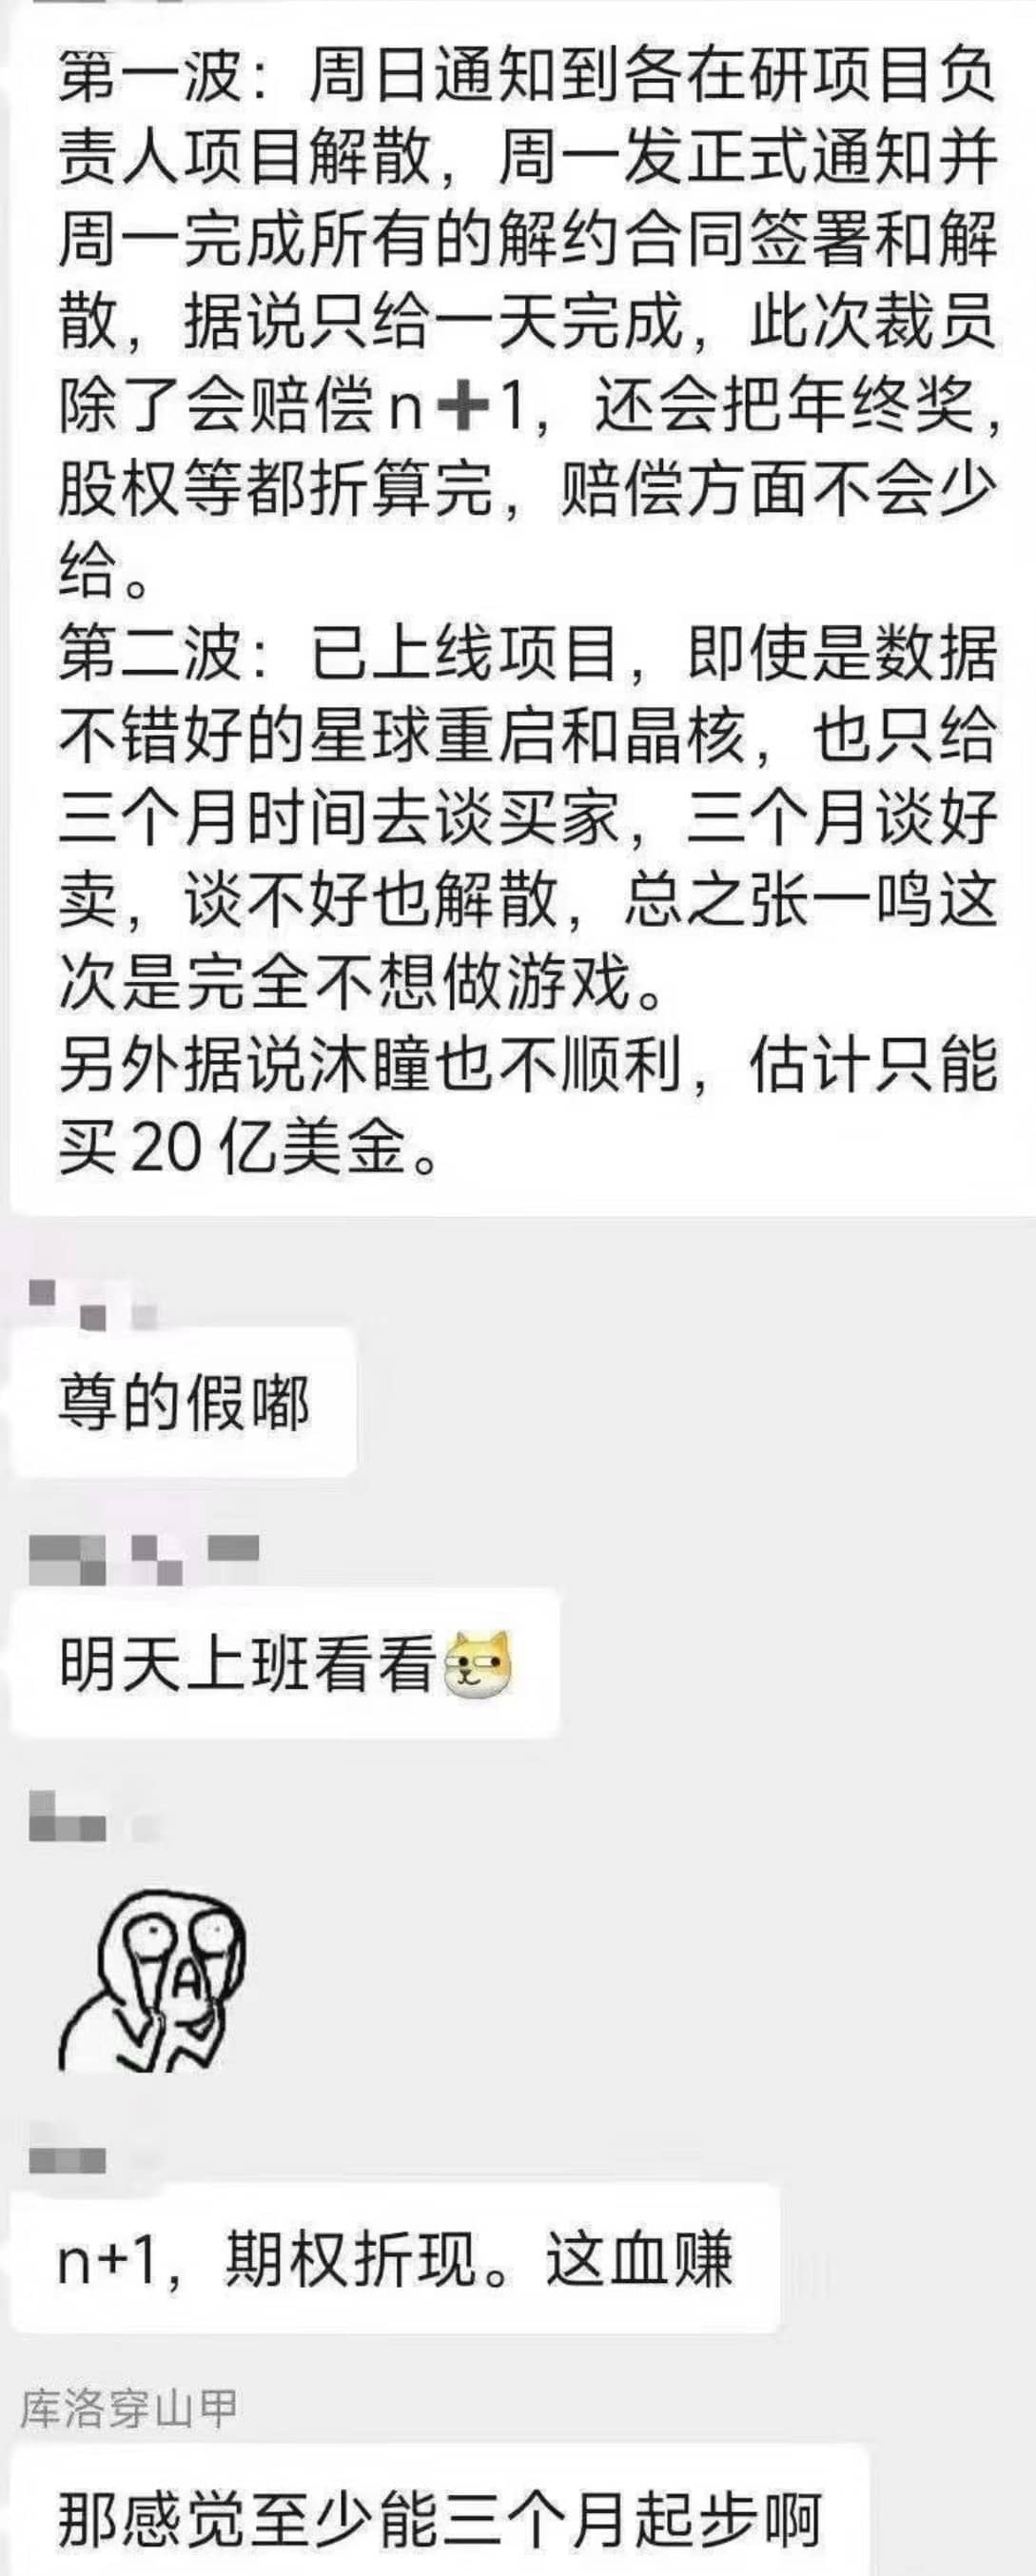 第一波：周日通知到各在研项目负
责人项目解散，周一发正式通知并
周一完成所有的解约合同签署和解
散，据说只给一天完成，此次裁员
除了会赔偿n➕1，还会把年终奖，
股权等都折算完，赔偿方面不会少
给。
第二波：已上线项目，即使是数据
不错好的星球重启和晶核，也只给
三个月时间去谈买家，三个月谈好
卖，谈不好也解散，总之张一鸣这
次是完全不想做游戏。
另外据说沐瞳也不顺利，估计只能
买20亿美金。
尊的假嘟
明天上班看看
n+1，期权折现。这血赚
库洛穿山甲
那感觉至少能三个月起步啊